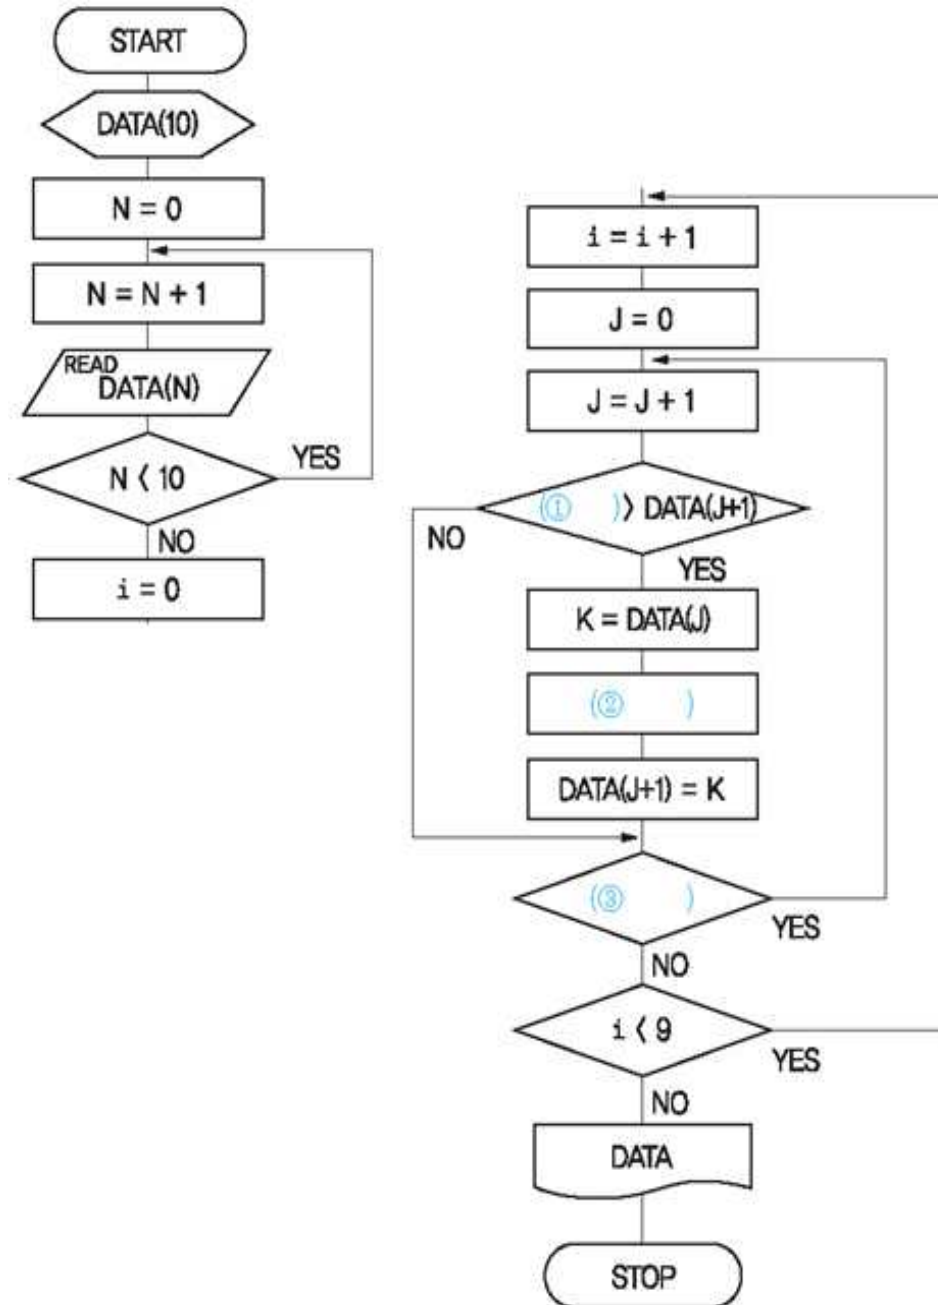 START
DATA(10)
N = 0
N = N + 1
READ
DATA(N)
N < 10
YES
NO
i = 0
i = i + 1
J = 0
J = J + 1
(① )> DATA(J+1)
NO
YES
K = DATA(J)
(② )
DATA(J+1) = K
(③ )
YES
NO
i < 9
YES
NO
DATA
STOP